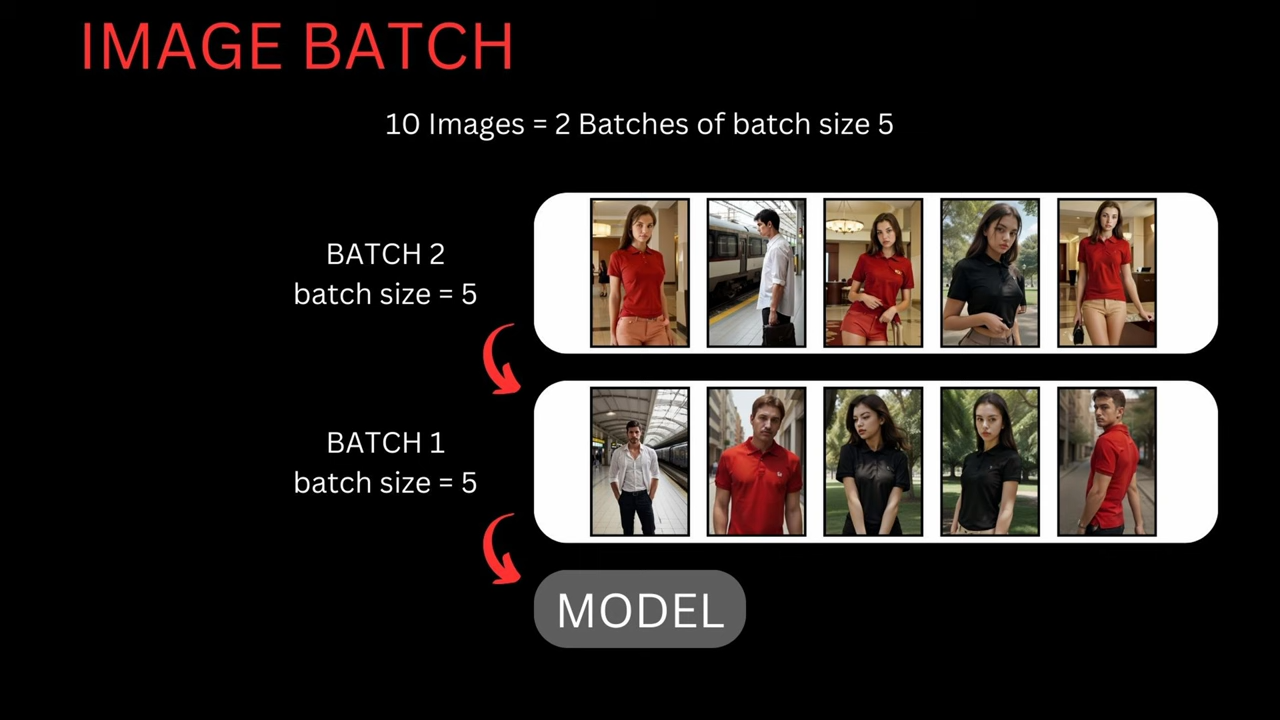 IMAGE BATCH
10 Images = 2 Batches of batch size 5
BATCH 2
batch size = 5
BATCH 1
batch size = 5
MODEL